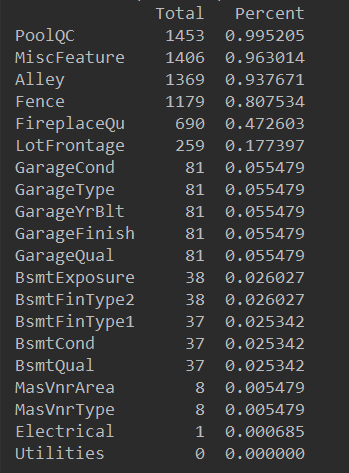 Total Percent
PoolQC 1453 0.995205
MiscFeature 1406 0.963014
Alley 1369 0.937671
Fence 1179 0.807534
FireplaceQu 690 0.472603
LotFrontage 259 0.177397
GarageCond 81 0.055479
GarageType 81 0.055479
GarageYrBlt 81 0.055479
GarageFinish 81 0.055479
GarageQual 81 0.055479
BsmtExposure 38 0.026027
BsmtFinType2 38 0.026027
BsmtFinType1 37 0.025342
BsmtCond 37 0.025342
BsmtQual 37 0.025342
MasVnrArea 8 0.005479
MasVnrType 8 0.005479
Electrical 1 0.000685
Utilities 0 0.000000